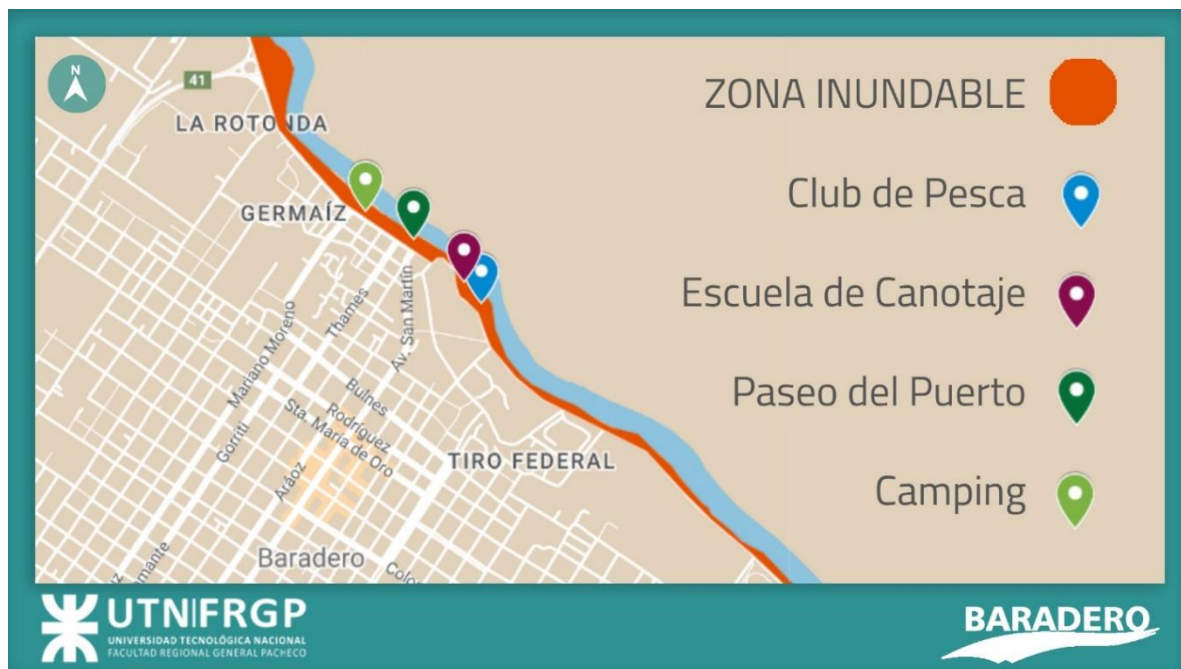 N
41
LA ROTONDA
GERMAÍZ
Thames
Av. San Martín
Mariano Moreno
Bulnes
Rodríguez
Sta. María de Oro
Gorriti
Aráoz
TIRO FEDERAL
Baradero
ZONA INUNDABLE
Club de Pesca
Escuela de Canotaje
Paseo del Puerto
Camping
UTN|FRGP
UNIVERSIDAD TECNOLÓGICA NACIONAL
FACULTAD REGIONAL GENERAL PACHECO
BARADERO